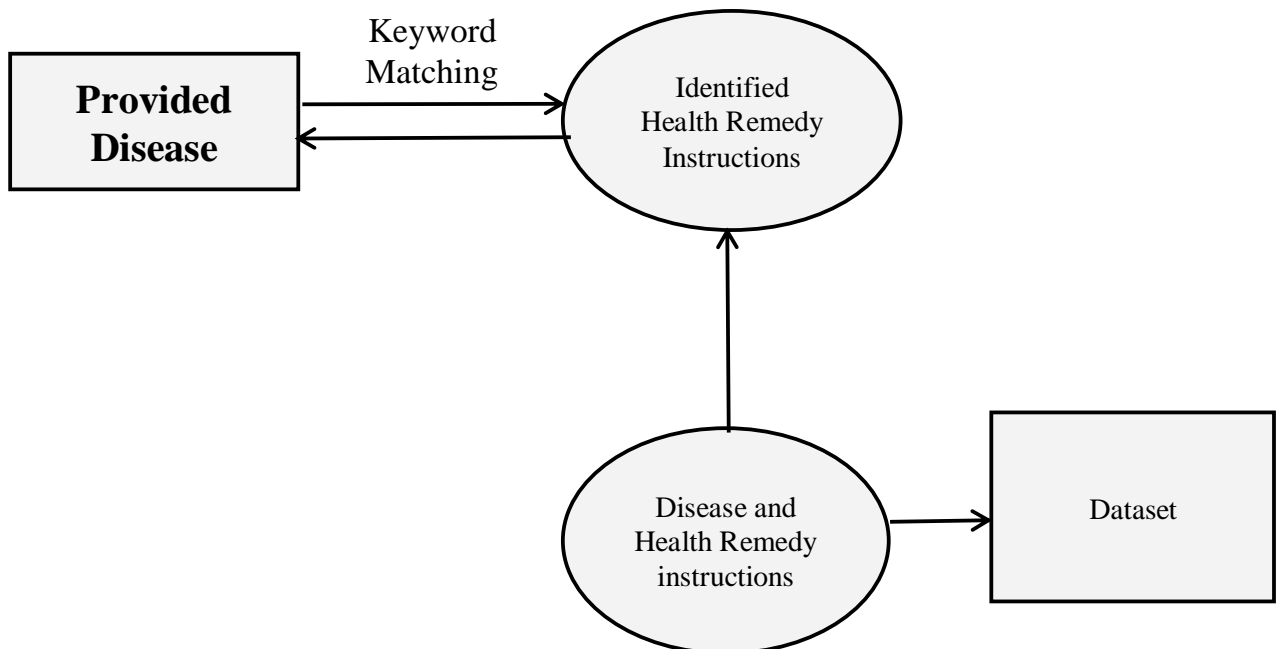 Keyword
Matching
Provided
Disease
Identified
Health Remedy
Instructions
Disease and
Health Remedy
instructions
Dataset